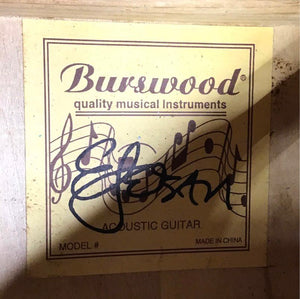 Burswood®
quality musical Instruments
ACOUSTIC GUITAR
MODEL #
MADE IN CHINA